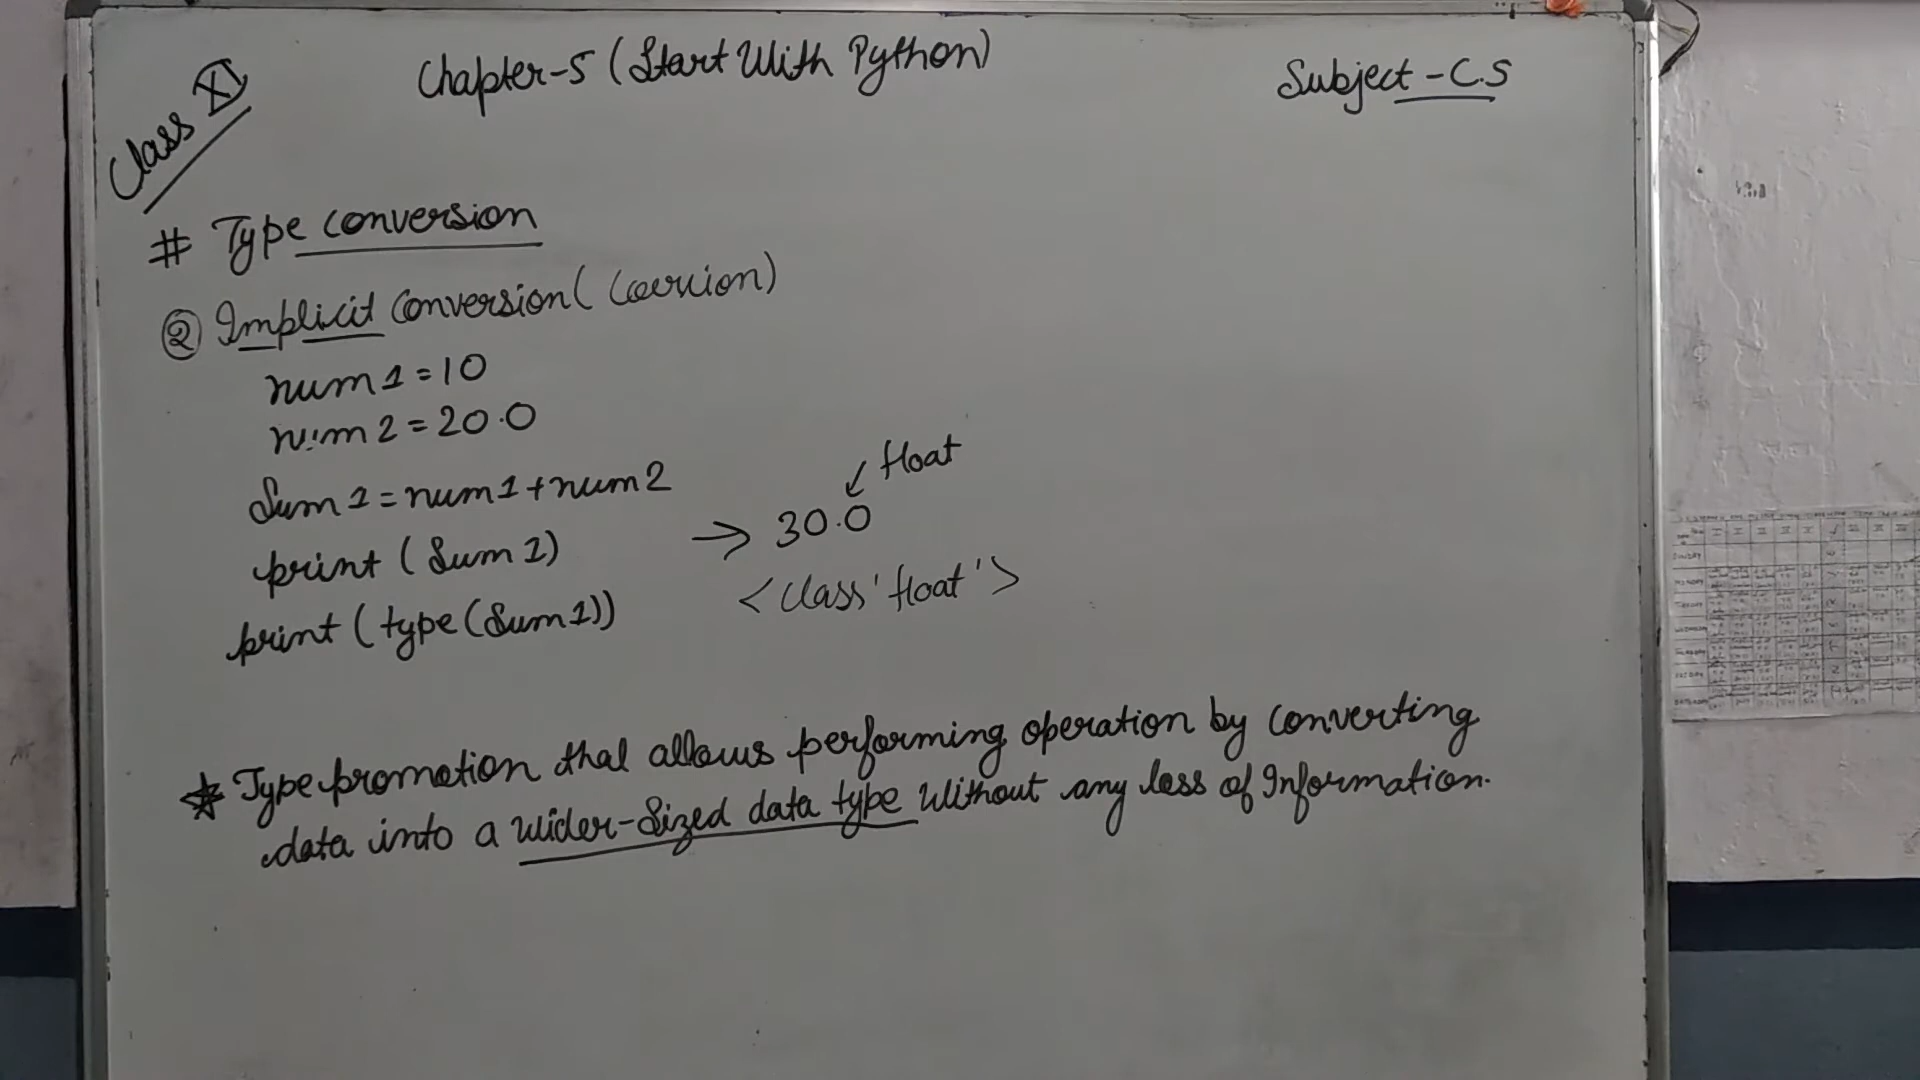 Class XI
Chapter-5 (Start With Python)
Subject - C.S
# Type conversion
② Implicit Conversion ( Coercion)
num1 = 10
num2 = 20.0
Sum1 = num1 + num2
print (Sum1) → 30.0 ↙ float
print (type(Sum1)) <class 'float'>
★ Type promotion that allows performing operation by converting
data into a wider-sized data type without any loss of Information.